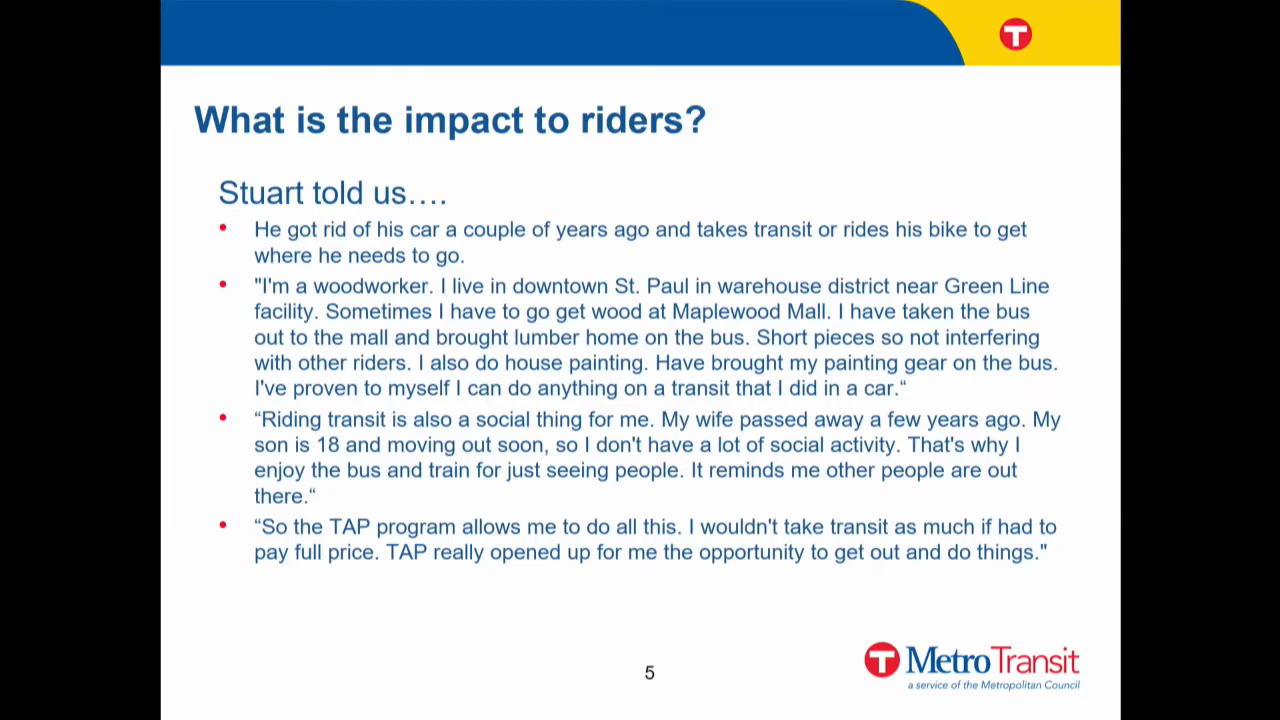 T
What is the impact to riders?
Stuart told us….
• He got rid of his car a couple of years ago and takes transit or rides his bike to get
where he needs to go.
• "I'm a woodworker. I live in downtown St. Paul in warehouse district near Green Line
facility. Sometimes I have to go get wood at Maplewood Mall. I have taken the bus
out to the mall and brought lumber home on the bus. Short pieces so not interfering
with other riders. I also do house painting. Have brought my painting gear on the bus.
I've proven to myself I can do anything on a transit that I did in a car.“
• “Riding transit is also a social thing for me. My wife passed away a few years ago. My
son is 18 and moving out soon, so I don't have a lot of social activity. That's why I
enjoy the bus and train for just seeing people. It reminds me other people are out
there.“
• “So the TAP program allows me to do all this. I wouldn't take transit as much if had to
pay full price. TAP really opened up for me the opportunity to get out and do things."
5
T MetroTransit
a service of the Metropolitan Council